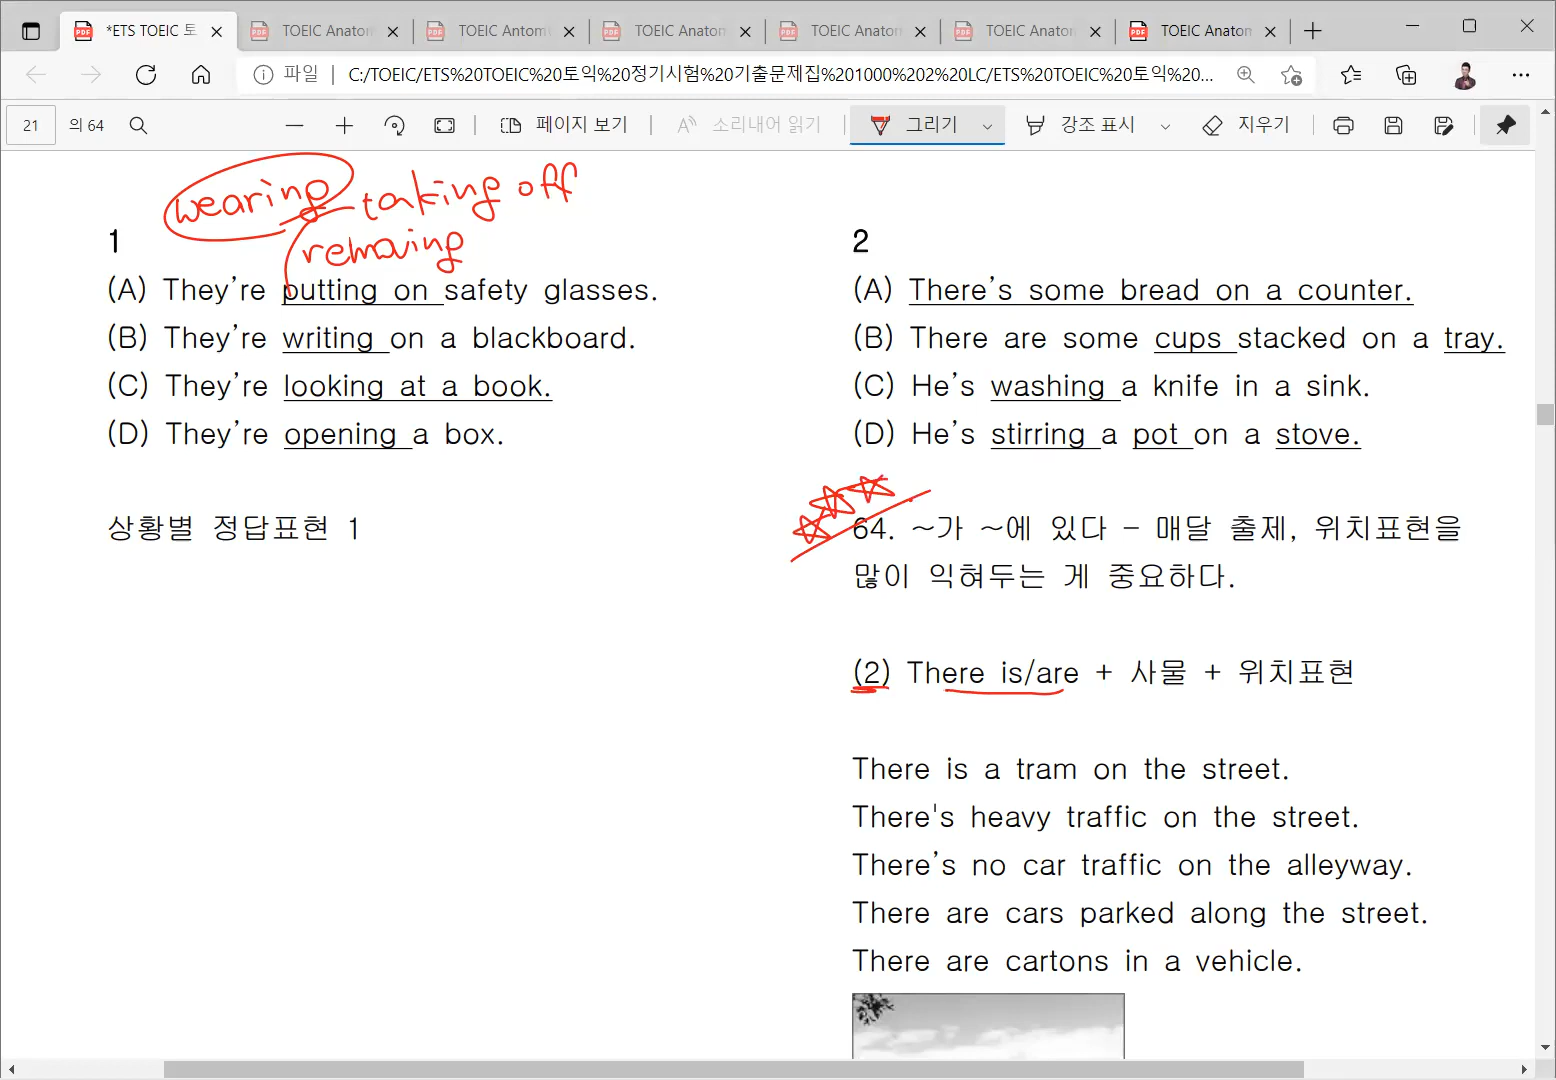 *ETS TOEIC 토
TOEIC Anaton
TOEIC Antom
TOEIC Anaton
TOEIC Anaton
TOEIC Anaton
TOEIC Anaton
파일
C:/TOEIC/ETS%20TOEIC%20토익%20정기시험%20기출문제집%201000%202%20LC/ETS%20TOEIC%20토익%20...
21 의 64
페이지 보기
소리내어 읽기
그리기
강조 표시
지우기
wearing taking off
removing
1
(A) They're putting on safety glasses.
(B) They're writing on a blackboard.
(C) They're looking at a book.
(D) They're opening a box.
상황별 정답표현 1
2
(A) There's some bread on a counter.
(B) There are some cups stacked on a tray.
(C) He's washing a knife in a sink.
(D) He's stirring a pot on a stove.
64. ~가 ~에 있다 - 매달 출제, 위치표현을
많이 익혀두는 게 중요하다.
(2) There is/are + 사물 + 위치표현
There is a tram on the street.
There's heavy traffic on the street.
There's no car traffic on the alleyway.
There are cars parked along the street.
There are cartons in a vehicle.